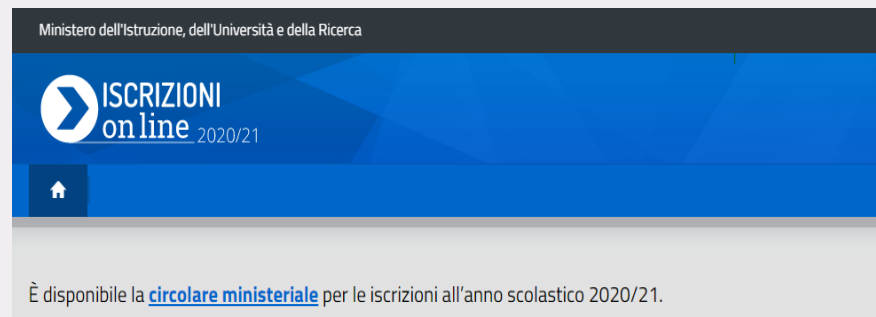 Ministero dell'Istruzione, dell'Università e della Ricerca
ISCRIZIONI
on line 2020/21
È disponibile la circolare ministeriale per le iscrizioni all'anno scolastico 2020/21.